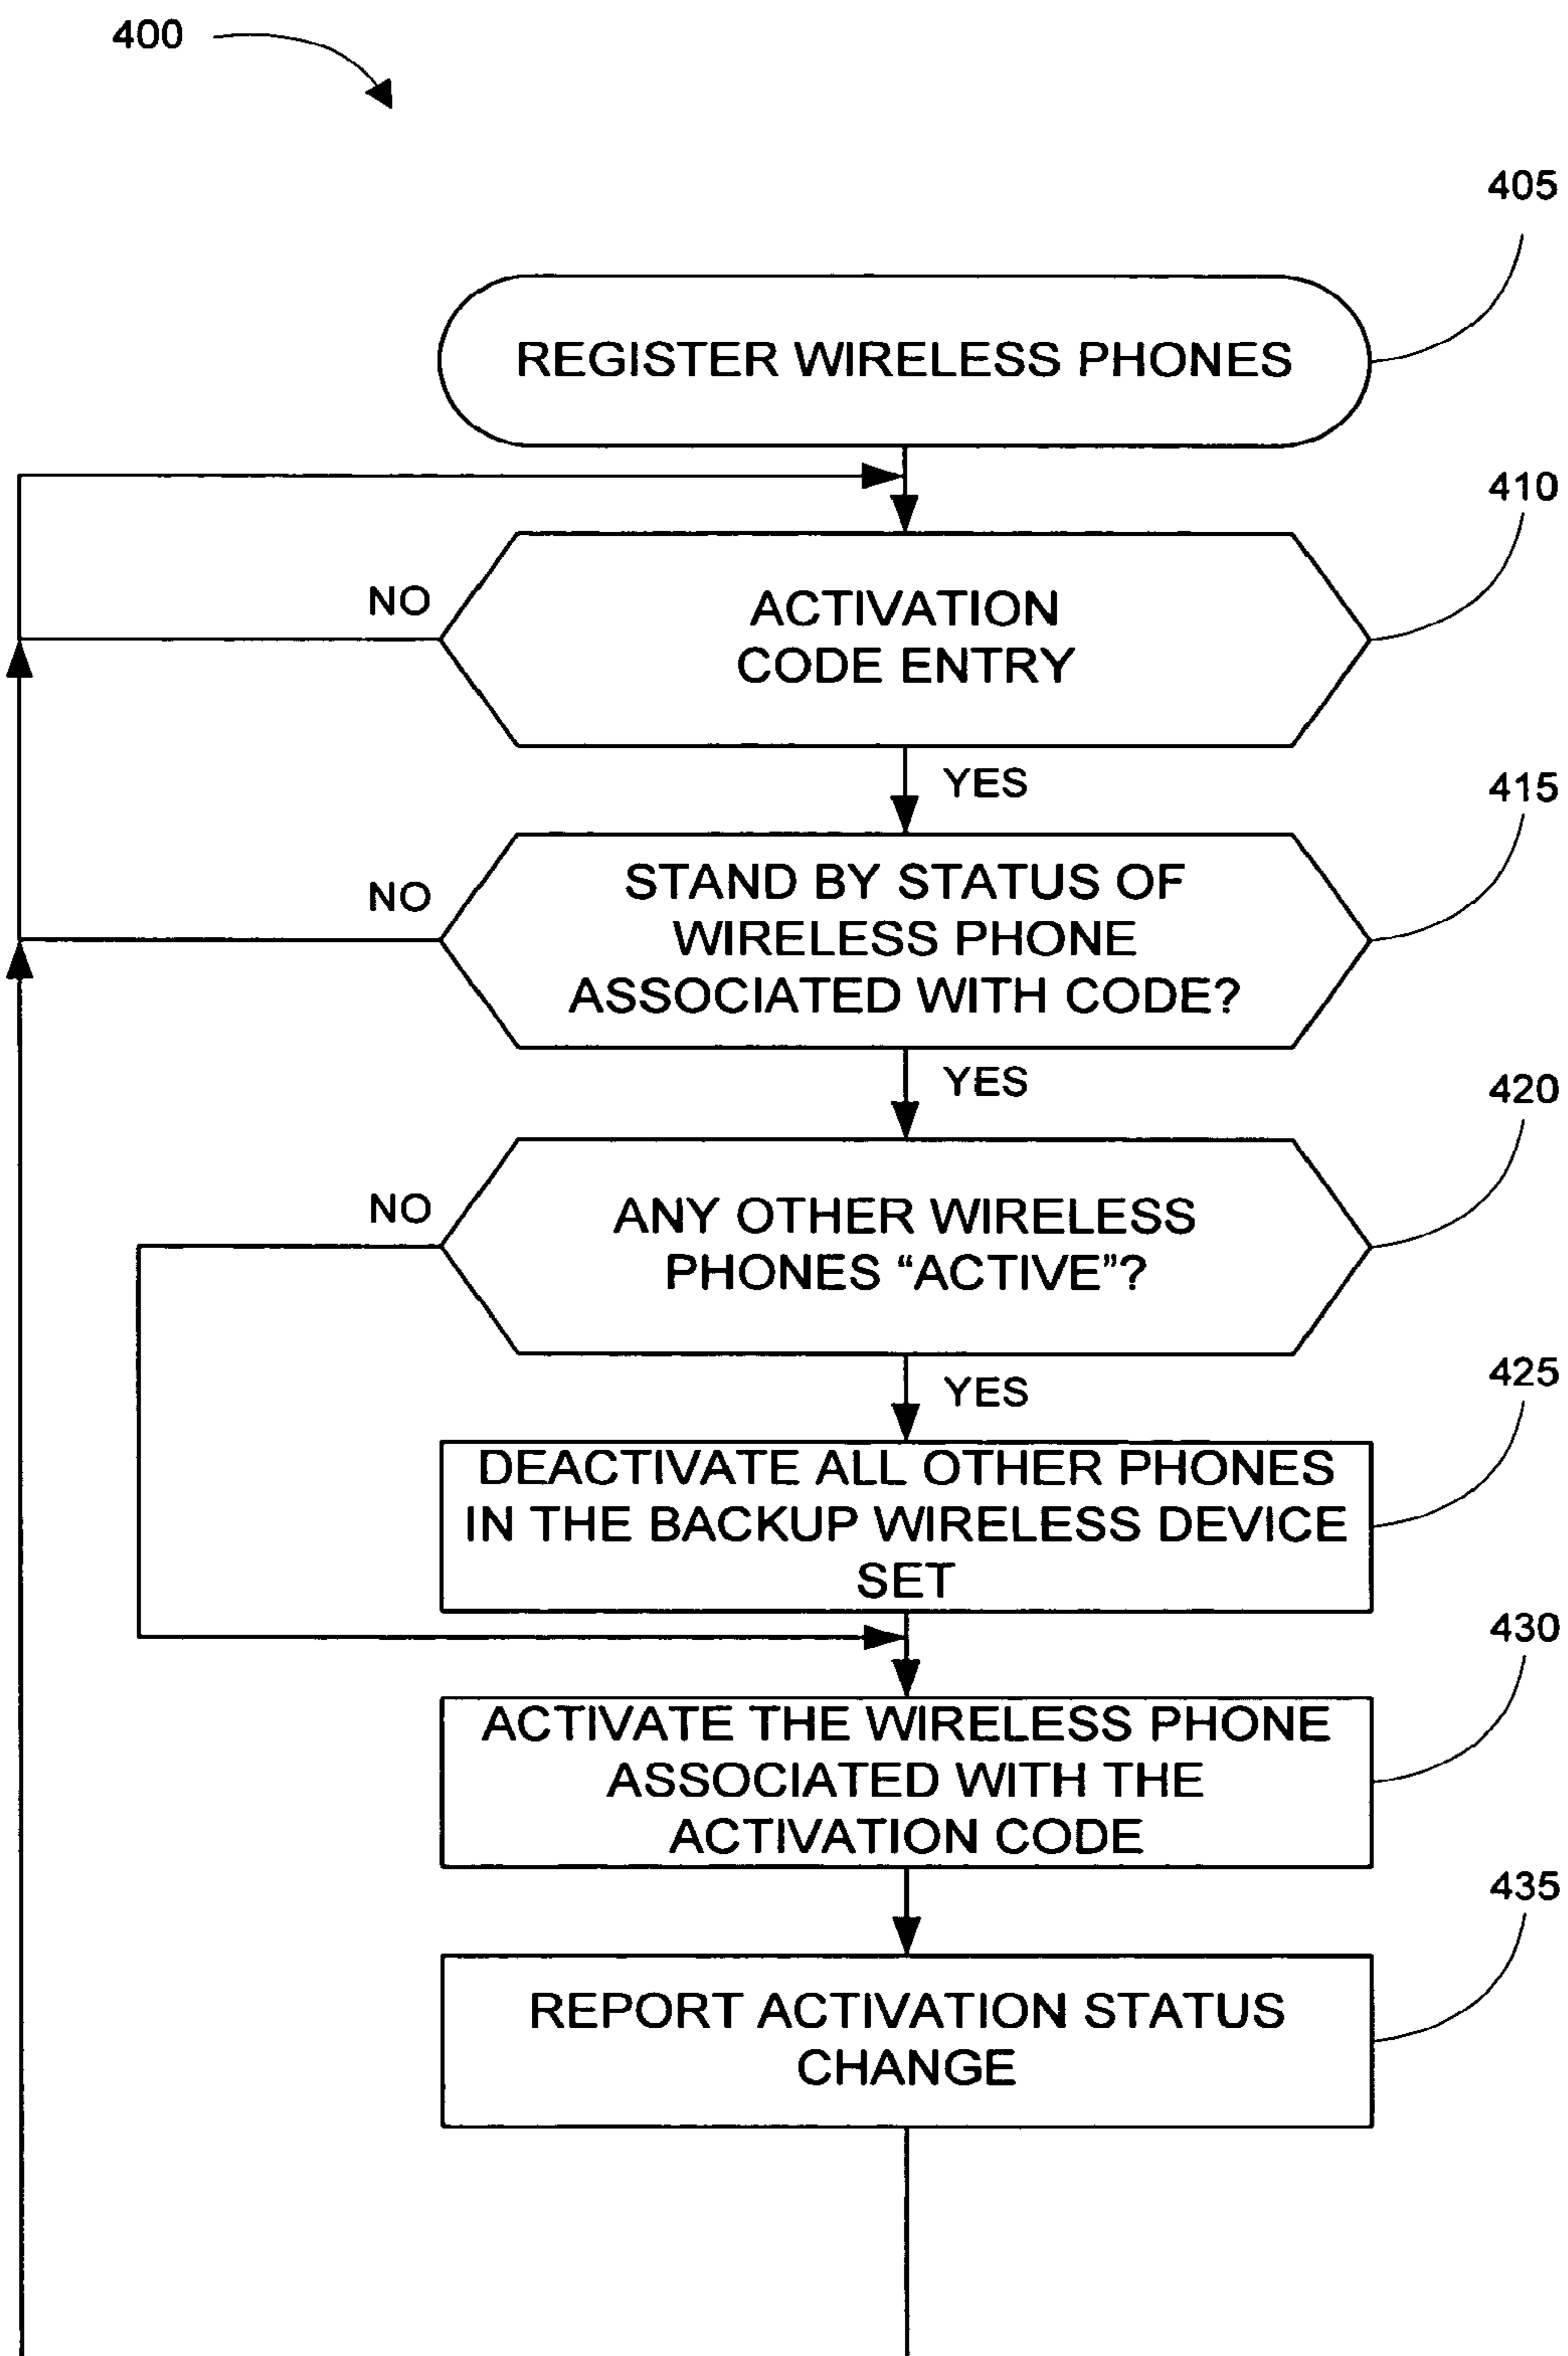 400
405
REGISTER WIRELESS PHONES
410
NO
ACTIVATION
CODE ENTRY
YES
415
NO
STAND BY STATUS OF
WIRELESS PHONE
ASSOCIATED WITH CODE?
YES
420
NO
ANY OTHER WIRELESS
PHONES “ACTIVE”?
YES
425
DEACTIVATE ALL OTHER PHONES
IN THE BACKUP WIRELESS DEVICE
SET
430
ACTIVATE THE WIRELESS PHONE
ASSOCIATED WITH THE
ACTIVATION CODE
435
REPORT ACTIVATION STATUS
CHANGE